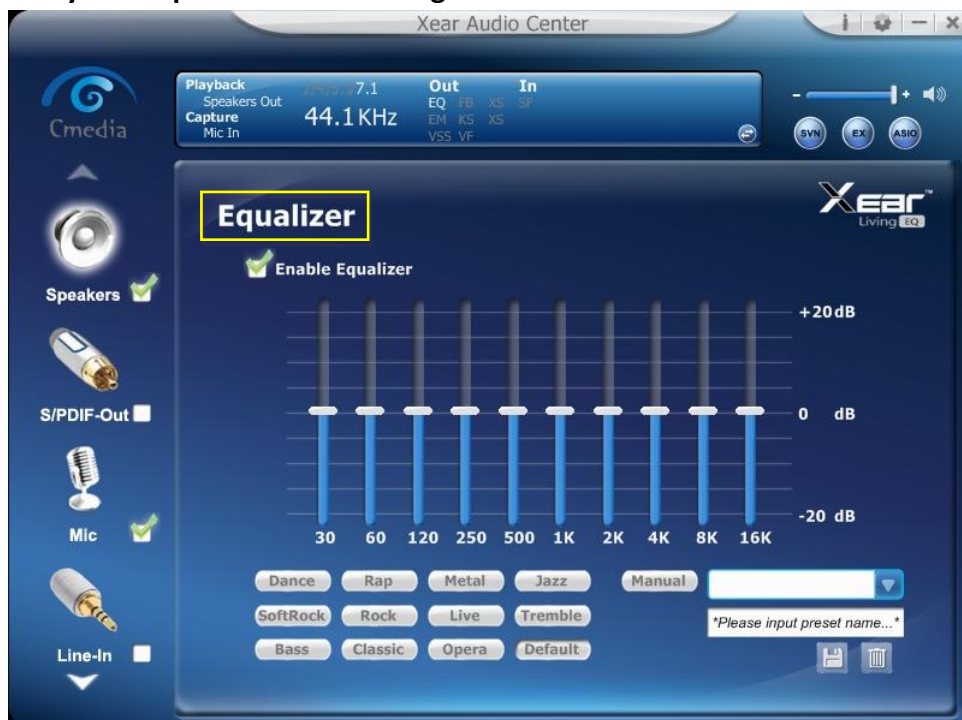 Xear Audio Center
i
Cmedia
Playback
Speakers Out
Capture
Mic In
7.1
44.1 KHz
Out In
EQ FB XS SF
EM KS XS
VSS VF
- +
SVN EX ASIO
Equalizer
Xear™
Living EQ
Enable Equalizer
Speakers
S/PDIF-Out
Mic
Line-In
+20dB
0 dB
-20 dB
30 60 120 250 500 1K 2K 4K 8K 16K
Dance Rap Metal Jazz Manual
SoftRock Rock Live Tremble
*Please input preset name...*
Bass Classic Opera Default